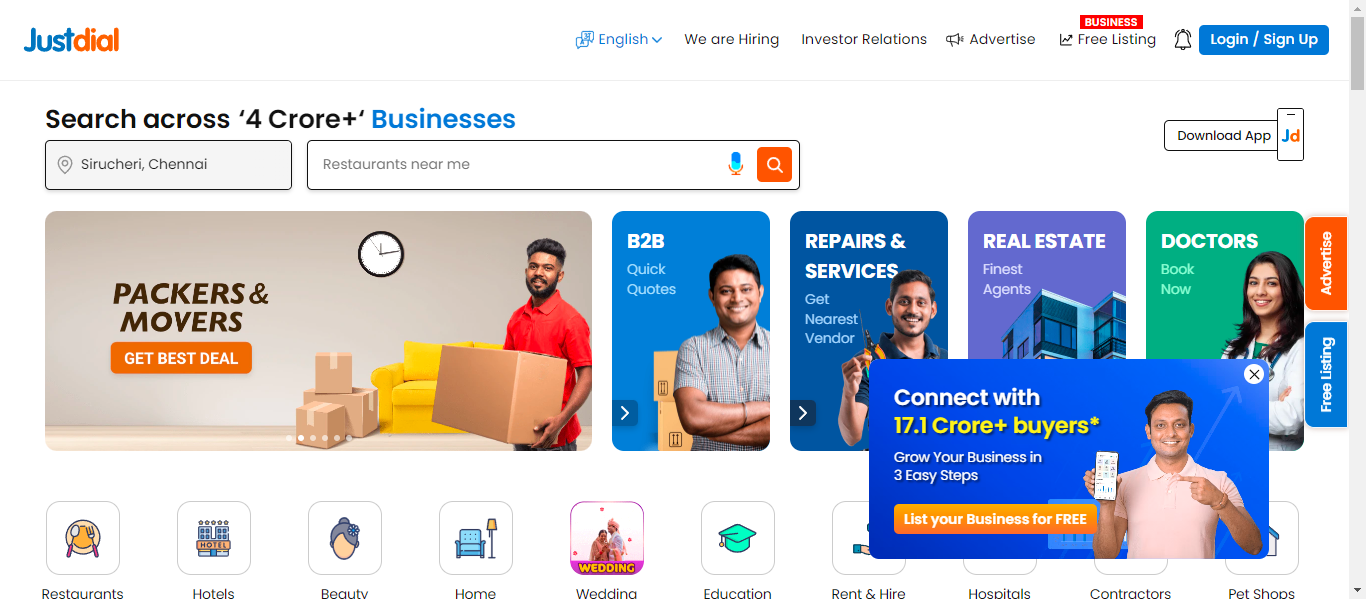 Justdial
English
We are Hiring
Investor Relations
Advertise
BUSINESS
Free Listing
Login / Sign Up
Search across ‘4 Crore+‘ Businesses
Sirucheri, Chennai
Restaurants near me
Download App
Jd
PACKERS &
MOVERS
GET BEST DEAL
B2B
Quick
Quotes
REPAIRS &
SERVICES
Get
Nearest
Vendor
REAL ESTATE
Finest
Agents
DOCTORS
Book
Now
Advertise
Free Listing
Connect with
17.1 Crore+ buyers*
Grow Your Business in
3 Easy Steps
List your Business for FREE
HOTEL
WEDDING
Restaurants
Hotels
Beauty
Home
Wedding
Education
Rent & Hire
Hospitals
Contractors
Pet Shops